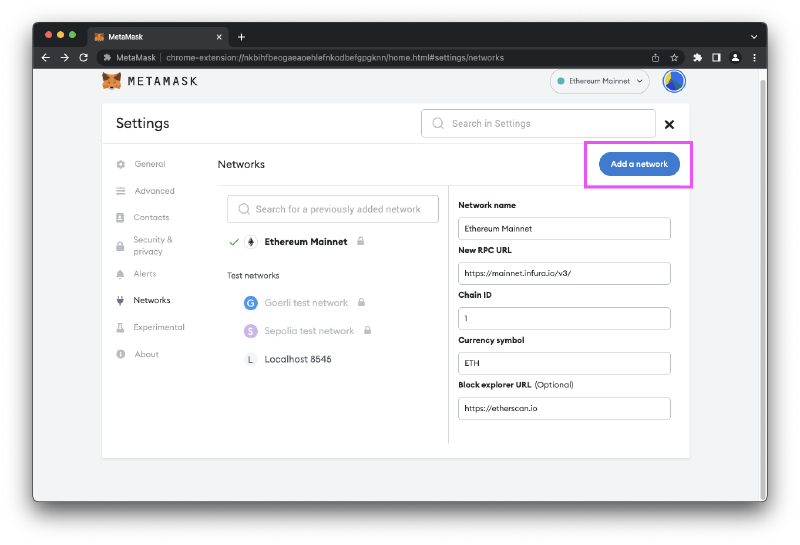 MetaMask
MetaMask | chrome-extension://nkbihfbeogaeaoehlefnkodbefgpgknn/home.html#settings/networks
METAMASK
Ethereum Mainnet
Settings
Search in Settings
General
Advanced
Contacts
Security &
privacy
Alerts
Networks
Experimental
About
Networks
Add a network
Search for a previously added network
Ethereum Mainnet
Test networks
G Goerli test network
S Sepolia test network
L Localhost 8545
Network name
Ethereum Mainnet
New RPC URL
https://mainnet.infura.io/v3/
Chain ID
1
Currency symbol
ETH
Block explorer URL (Optional)
https://etherscan.io